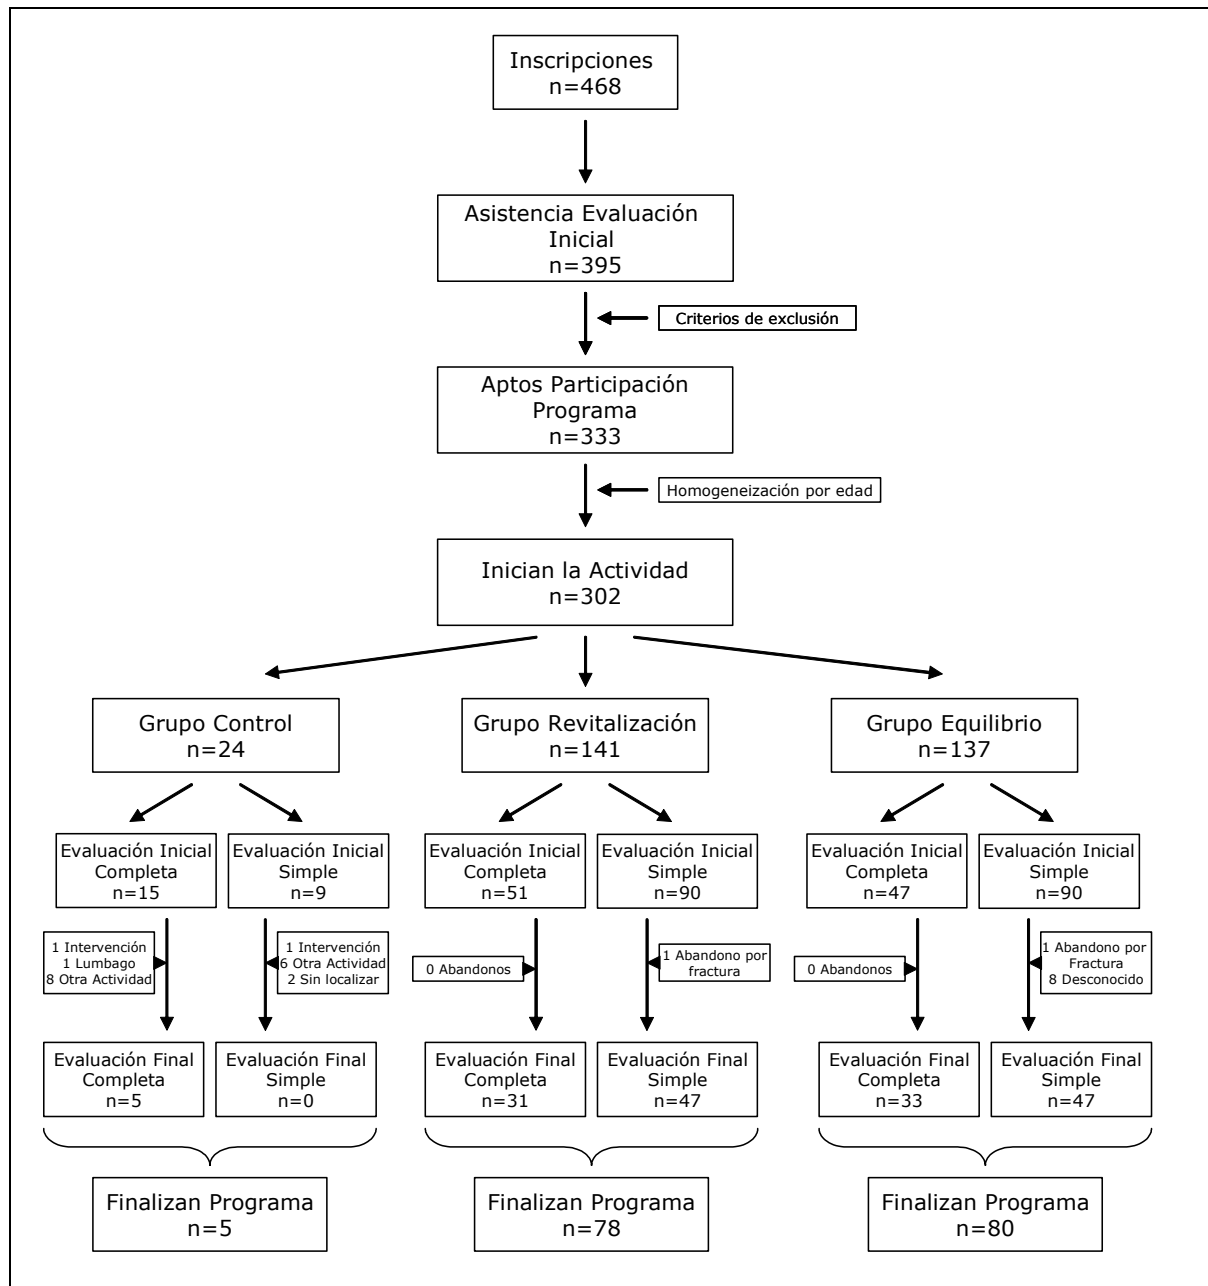 Inscripciones
n=468
Asistencia Evaluación
Inicial
n=395
Criterios de exclusión
Aptos Participación
Programa
n=333
Homogeneización por edad
Inician la Actividad
n=302
Grupo Control
n=24
Grupo Revitalización
n=141
Grupo Equilibrio
n=137
Evaluación Inicial
Completa
n=15
Evaluación Inicial
Simple
n=9
Evaluación Inicial
Completa
n=51
Evaluación Inicial
Simple
n=90
Evaluación Inicial
Completa
n=47
Evaluación Inicial
Simple
n=90
1 Intervención
1 Lumbago
8 Otra Actividad
1 Intervención
6 Otra Actividad
2 Sin localizar
0 Abandonos
1 Abandono por
fractura
0 Abandonos
1 Abandono por
Fractura
8 Desconocido
Evaluación Final
Completa
n=5
Evaluación Final
Simple
n=0
Evaluación Final
Completa
n=31
Evaluación Final
Simple
n=47
Evaluación Final
Completa
n=33
Evaluación Final
Simple
n=47
Finalizan Programa
n=5
Finalizan Programa
n=78
Finalizan Programa
n=80